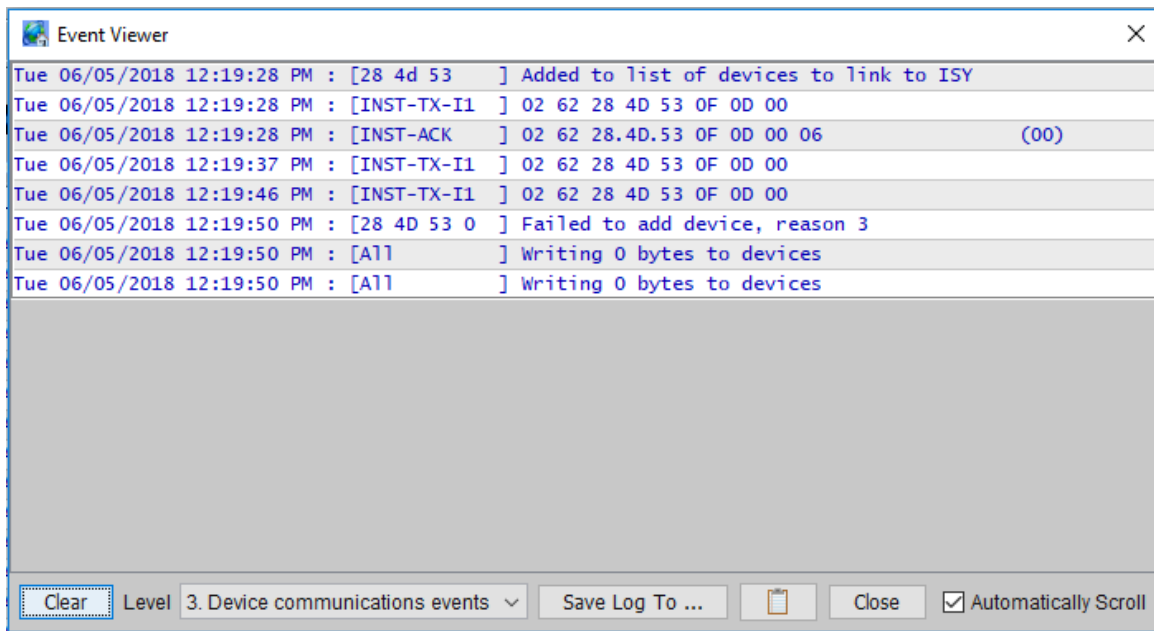 Event Viewer
Tue 06/05/2018 12:19:28 PM : [28 4d 53    ] Added to list of devices to link to ISY
Tue 06/05/2018 12:19:28 PM : [INST-TX-I1  ] 02 62 28 4D 53 0F 0D 00
Tue 06/05/2018 12:19:28 PM : [INST-ACK    ] 02 62 28.4D.53 0F 0D 00 06             (00)
Tue 06/05/2018 12:19:37 PM : [INST-TX-I1  ] 02 62 28 4D 53 0F 0D 00
Tue 06/05/2018 12:19:46 PM : [INST-TX-I1  ] 02 62 28 4D 53 0F 0D 00
Tue 06/05/2018 12:19:50 PM : [28 4D 53 0  ] Failed to add device, reason 3
Tue 06/05/2018 12:19:50 PM : [All         ] Writing 0 bytes to devices
Tue 06/05/2018 12:19:50 PM : [All         ] Writing 0 bytes to devices
Clear Level 3. Device communications events Save Log To ... Close Automatically Scroll